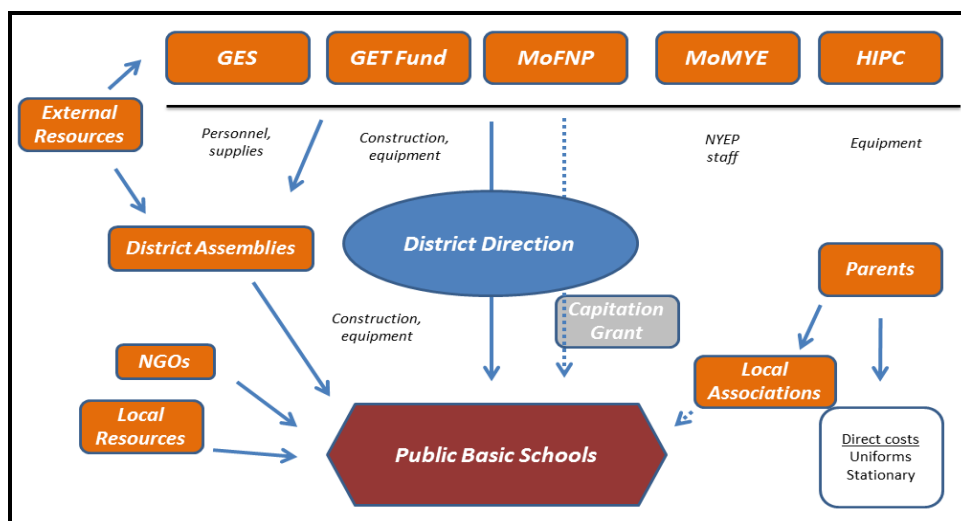 GES
GET Fund
MoFNP
MoMYE
HIPC
External
Resources
Personnel,
supplies
Construction,
equipment
NYEP
staff
Equipment
District Assemblies
District Direction
Parents
Construction,
equipment
Capitation
Grant
NGOs
Local
Associations
Local
Resources
Public Basic Schools
Direct costs
Uniforms
Stationary